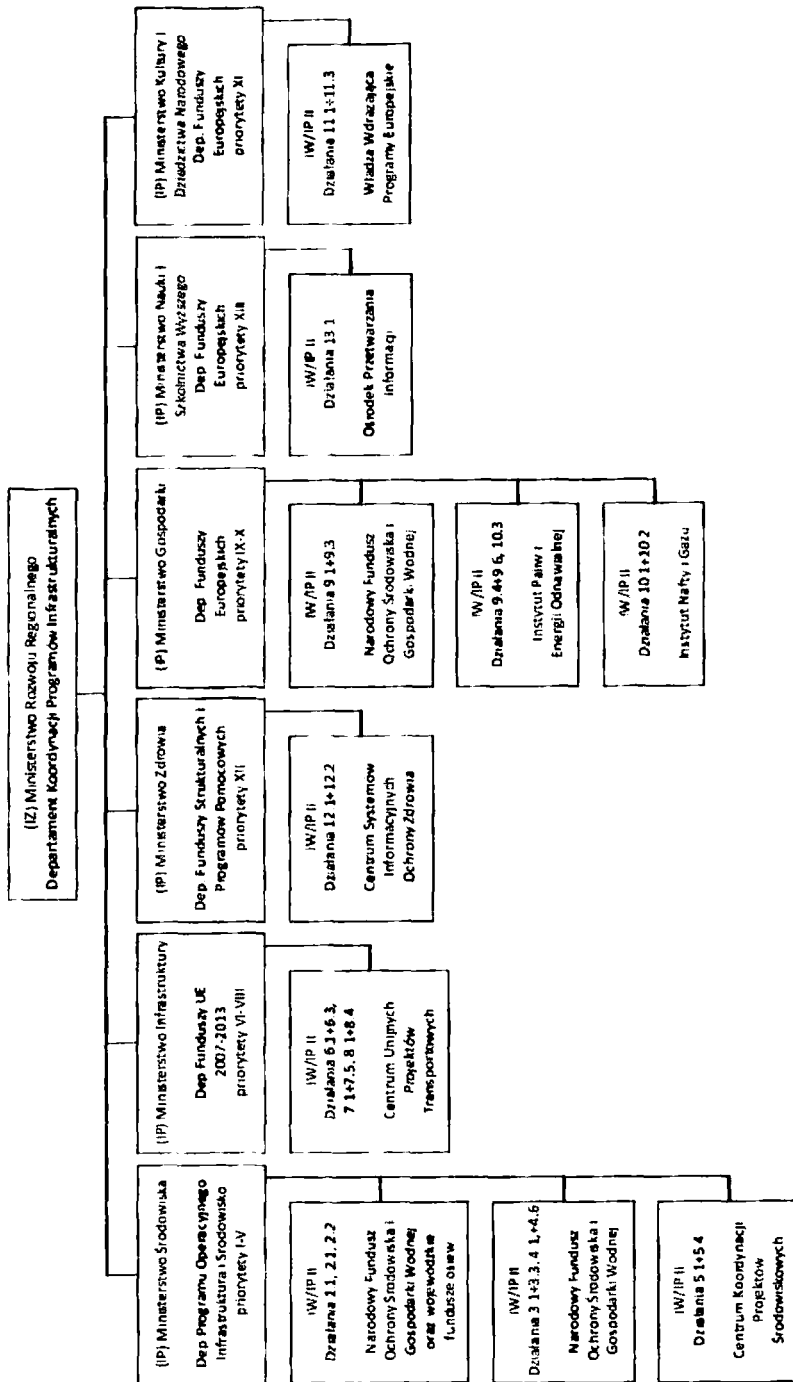 (IZ) Ministerstwo Rozwoju Regionalnego
Departament Koordynacji Programów Infrastrukturalnych
(IP) Ministerstwo Środowiska
Dep Programu Operacyjnego
Infrastruktura i Środowisko
priorytety I-V
IW/IP II
Działania 1 1, 2.1, 2.2
Narodowy Fundusz
Ochrony Środowiska i
Gospodarki Wodnej
oraz wojewódzkie
fundusze ośiew
IW/IP II
Działania 3 1÷3.3, 4 1,÷4.6
Narodowy Fundusz
Ochrony Środowiska i
Gospodarki Wodnej
IW/IP II
Działania 5 1÷5 4
Centrum Koordynacji
Projektów
Środowiskowych
(IP) Ministerstwo Infrastruktury
Dep Funduszy UE
2007-2013
priorytety VI-VIII
IW/IP II
Działania 6 1÷6.3,
7 1÷7.5, 8 1÷8.4
Centrum Unijnych
Projektów
Transportowych
(IP) Ministerstwo Zdrowia
Dep. Funduszy Strukturalnych i
Programów Pomocowych
priorytety XII
IW/IP II
Działania 12 1÷12.2
Centrum Systemów
Informacyjnych
Ochrony Zdrowia
(IP) Ministerstwo Gospodarki
Dep Funduszy
Europejskich
priorytety IX-X
IW/IP II
Działania 9 1÷9.3
Narodowy Fundusz
Ochrony Środowiska i
Gospodark. Wodnej
IW/IP II
Działania 9.4÷9 6, 10.3
Instytut Paliw i
Energii Odnawialnej
IW/IP II
Działania 10 1÷10 2
Instytut Nafty i Gazu
(IP) Ministerstwo Nauki i
Szkolnictwa Wyższego
Dep Funduszy
Europejskich
priorytety XIII
IW/IP II
Działania 13 1
Ośrodek Przetwarzania
Informacji
(IP) Ministerstwo Kultury i
Dziedzictwa Narodowego
Dep. Funduszy
Europejskich
priorytety XI
IW/IP II
Działania 11 1÷11.3
Władza Wdrażająca
Programy Europejskie